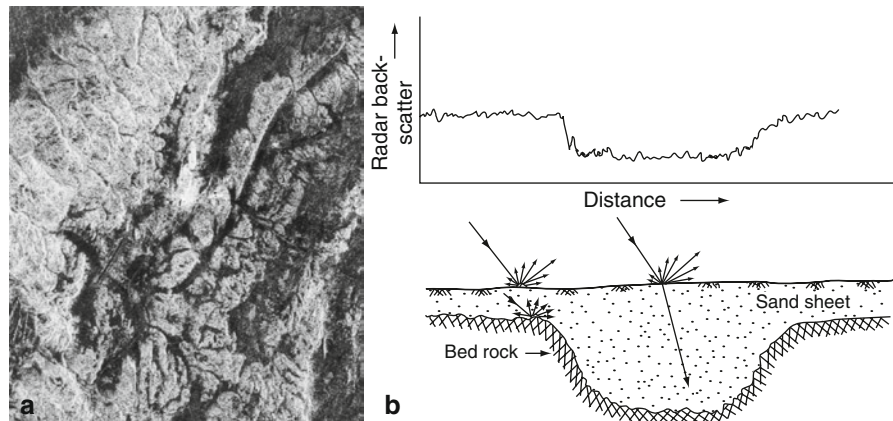 a
Radar back-
scatter
Distance
Sand sheet
Bed rock
b